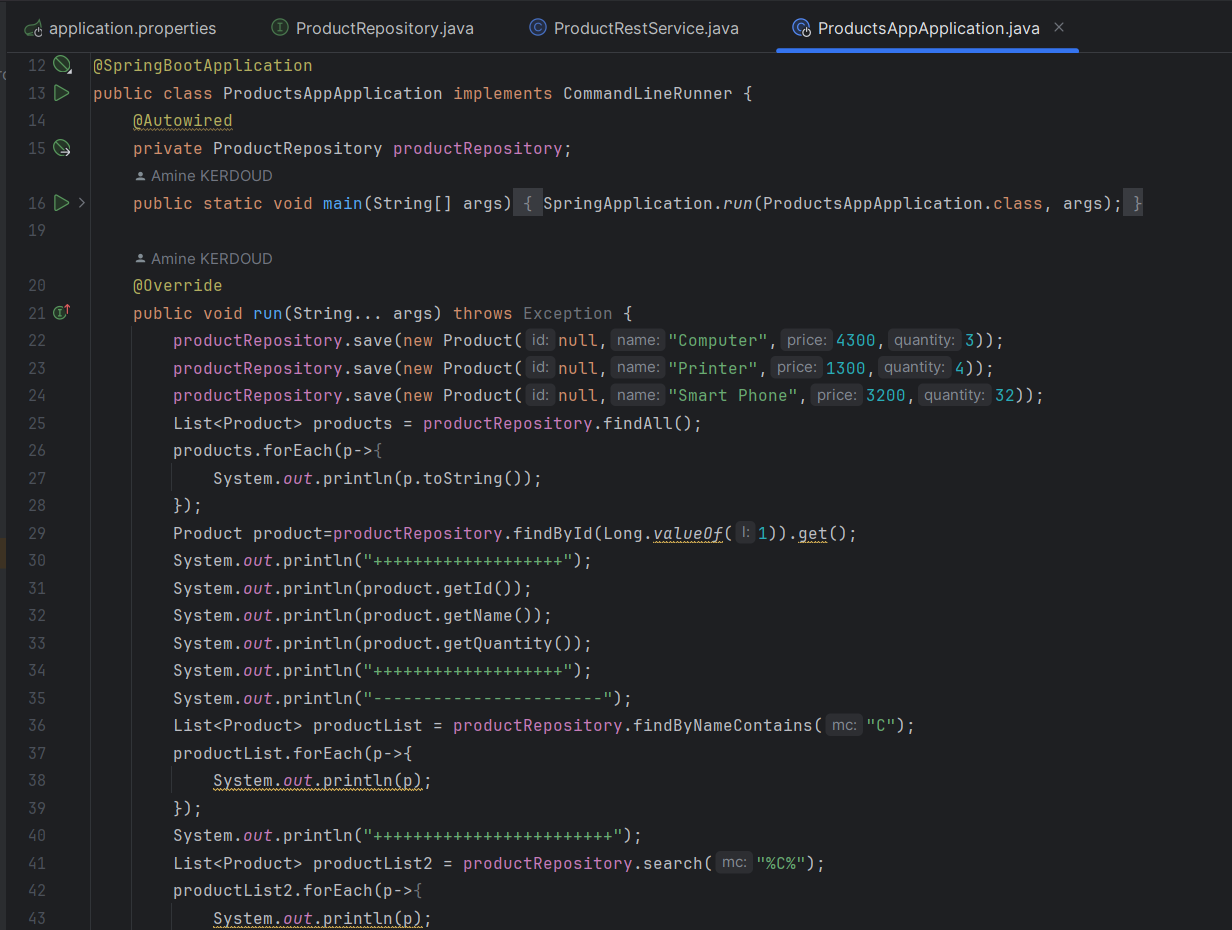 application.properties ProductRepository.java ProductRestService.java ProductsAppApplication.java
12 @SpringBootApplication
13 public class ProductsAppApplication implements CommandLineRunner {
14 @Autowired
15 private ProductRepository productRepository;
Amine KERDOUD
16 public static void main(String[] args) { SpringApplication.run(ProductsAppApplication.class, args); }
19
Amine KERDOUD
20 @Override
21 public void run(String... args) throws Exception {
22 productRepository.save(new Product( id: null, name: "Computer", price: 4300, quantity: 3));
23 productRepository.save(new Product( id: null, name: "Printer", price: 1300, quantity: 4));
24 productRepository.save(new Product( id: null, name: "Smart Phone", price: 3200, quantity: 32));
25 List<Product> products = productRepository.findAll();
26 products.forEach(p->{
27 System.out.println(p.toString());
28 });
29 Product product=productRepository.findById(Long.valueOf( l: 1)).get();
30 System.out.println("+++++++++++++++++++");
31 System.out.println(product.getId());
32 System.out.println(product.getName());
33 System.out.println(product.getQuantity());
34 System.out.println("+++++++++++++++++++");
35 System.out.println("-----------------------");
36 List<Product> productList = productRepository.findByNameContains( mc: "C");
37 productList.forEach(p->{
38 System.out.println(p);
39 });
40 System.out.println("++++++++++++++++++++++++");
41 List<Product> productList2 = productRepository.search( mc: "%C%");
42 productList2.forEach(p->{
43 System.out.println(p);